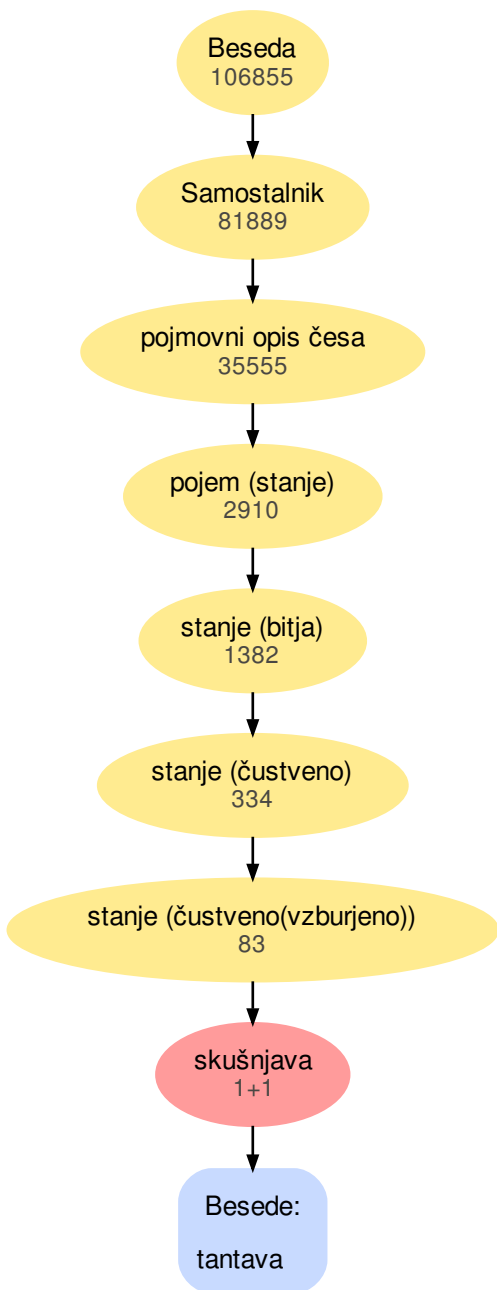 Beseda
106855
Samostalnik
81889
pojmovni opis česa
35555
pojem (stanje)
2910
stanje (bitja)
1382
stanje (čustveno)
334
stanje (čustveno(vzburjeno))
83
skušnjava
1+1
Besede:
tantava